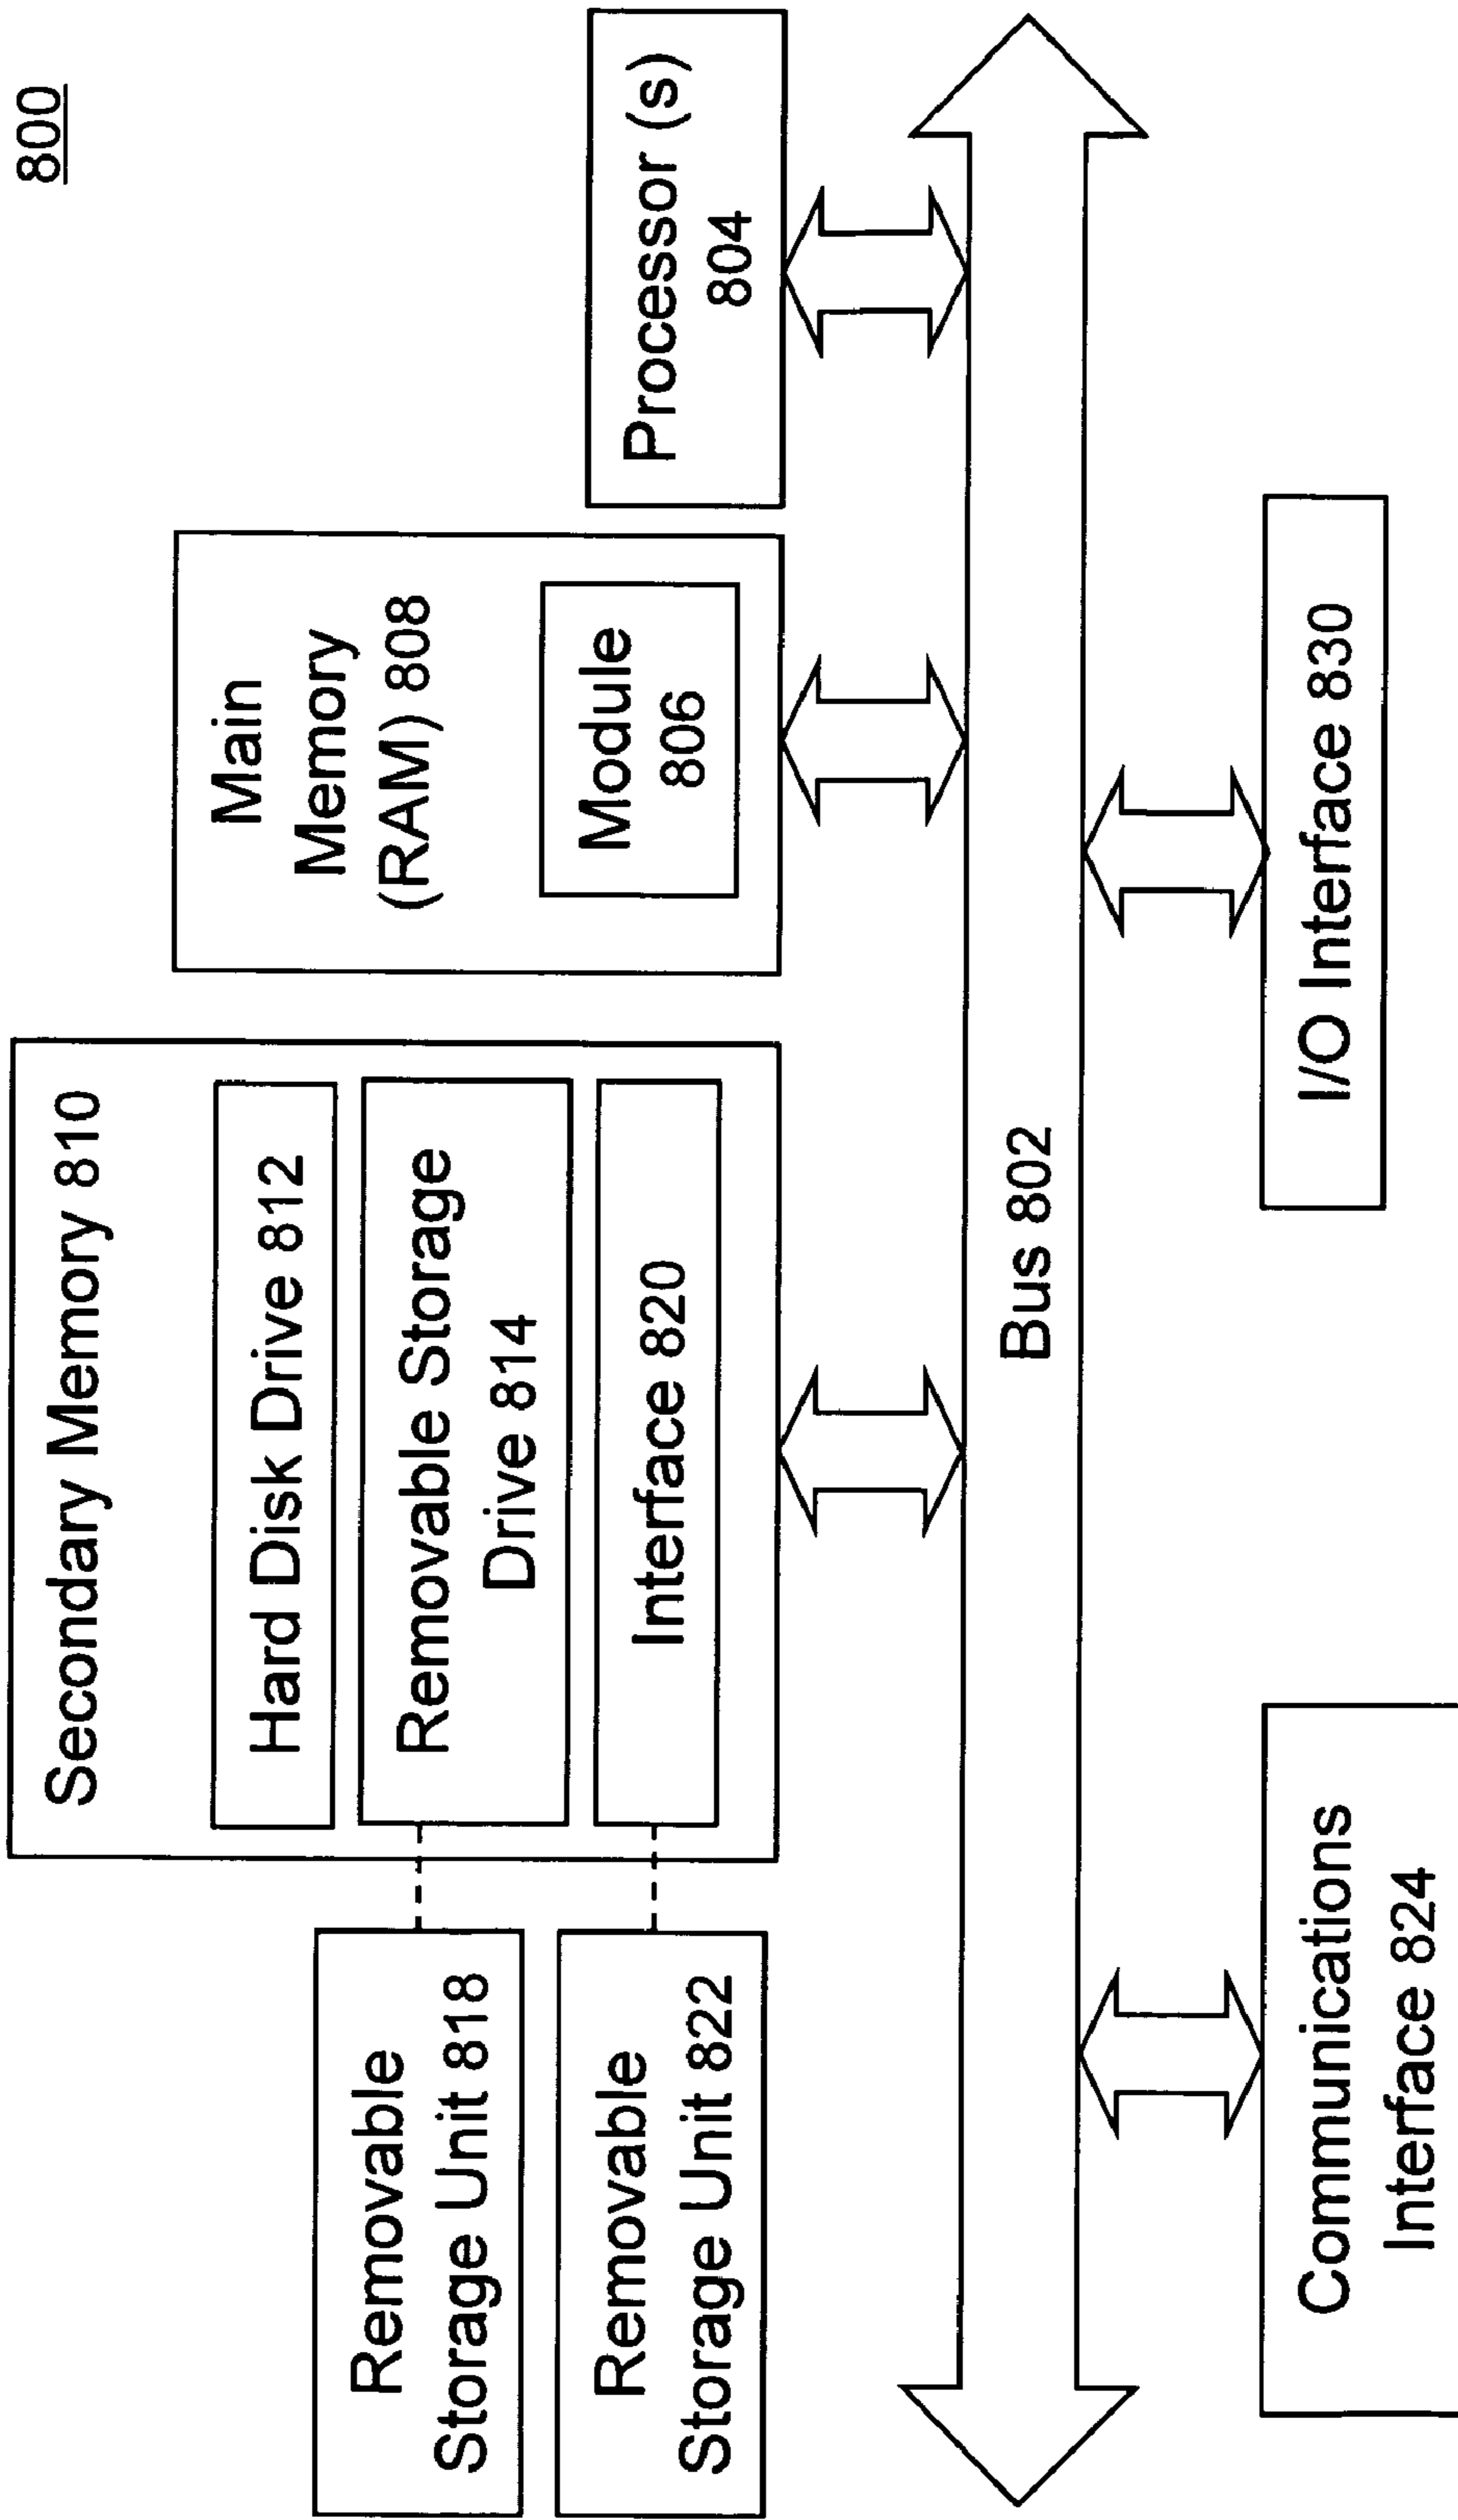 800
Secondary Memory 810
Hard Disk Drive 812
Removable Storage
Drive 814
Interface 820
Removable
Storage Unit 818
Removable
Storage Unit 822
Main
Memory
(RAM) 808
Module
806
Processor (s)
804
Bus 802
Communications
Interface 824
I/O Interface 830